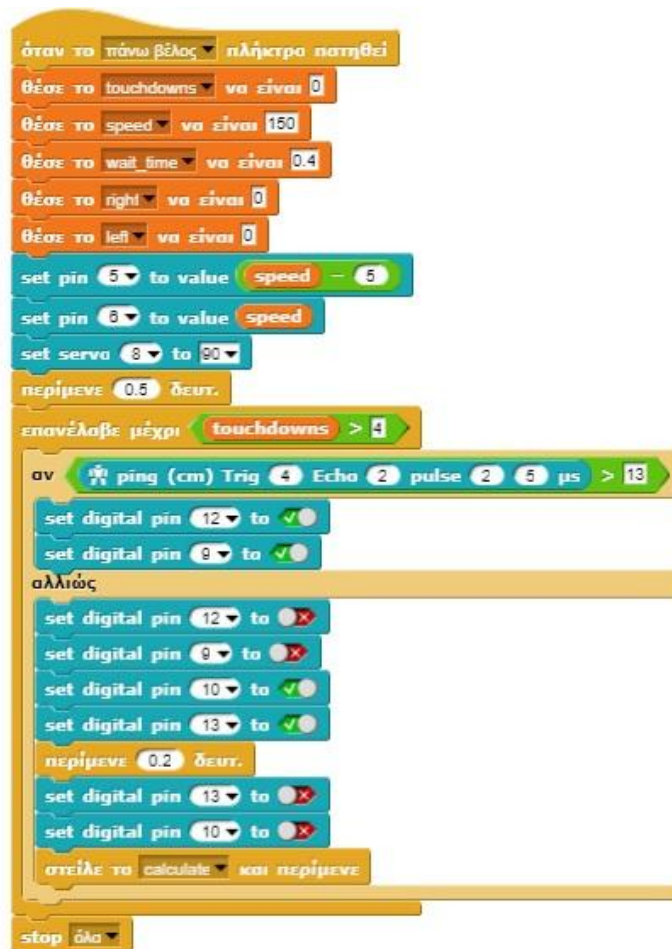 όταν το πάνω βέλος πλήκτρο πατηθεί
θέσε το touchdowns να είναι 0
θέσε το speed να είναι 150
θέσε το wait_time να είναι 0.4
θέσε το right να είναι 0
θέσε το left να είναι 0
set pin 5 to value speed - 5
set pin 6 to value speed
set servo 8 to 90
περίμενε 0.5 δευτ.
επανέλαβε μέχρι touchdowns > 4
αν ping (cm) Trig 4 Echo 2 pulse 2 5 μs > 13
set digital pin 12 to
set digital pin 9 to
αλλιώς
set digital pin 12 to
set digital pin 9 to
set digital pin 10 to
set digital pin 13 to
περίμενε 0.2 δευτ.
set digital pin 13 to
set digital pin 10 to
στείλε το calculate και περίμενε
stop όλα